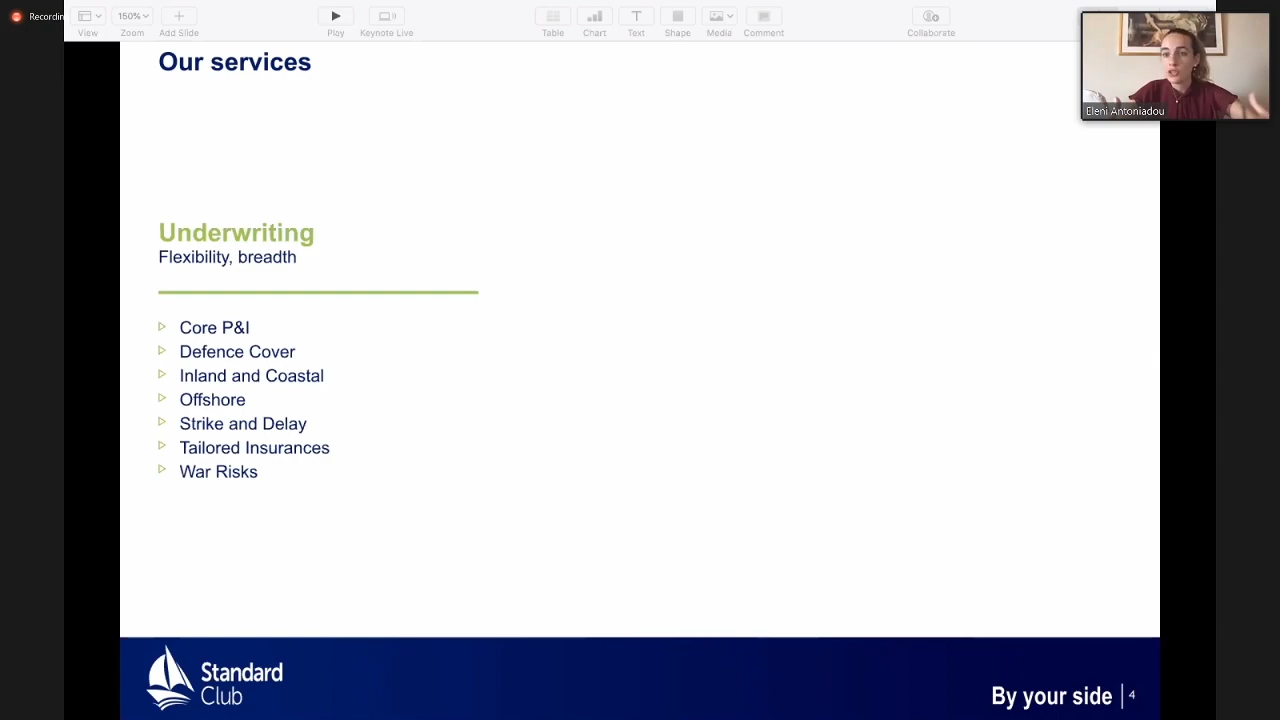 Recordin
150%
View
Zoom
Add Slide
Play
Keynote Live
Table
Chart
Text
Shape
Media
Comment
Collaborate
Eleni Antoniadou
Our services
Underwriting
Flexibility, breadth
Core P&I
Defence Cover
Inland and Coastal
Offshore
Strike and Delay
Tailored Insurances
War Risks
Standard
Club
By your side 4